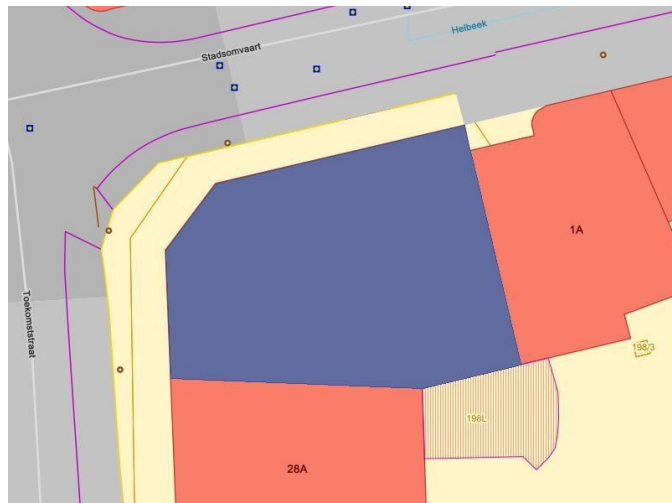 Helbeek
Stadsomvaart
1A
Toekomststraat
198/3
198L
28A